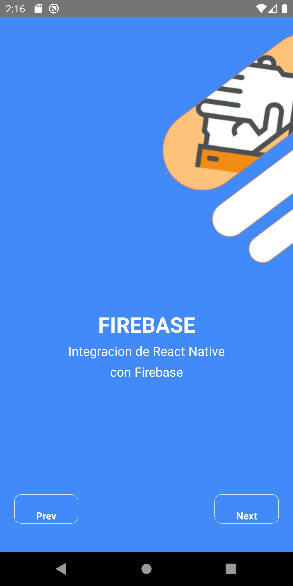 2:16
FIREBASE
Integracion de React Native
con Firebase
Prev
Next